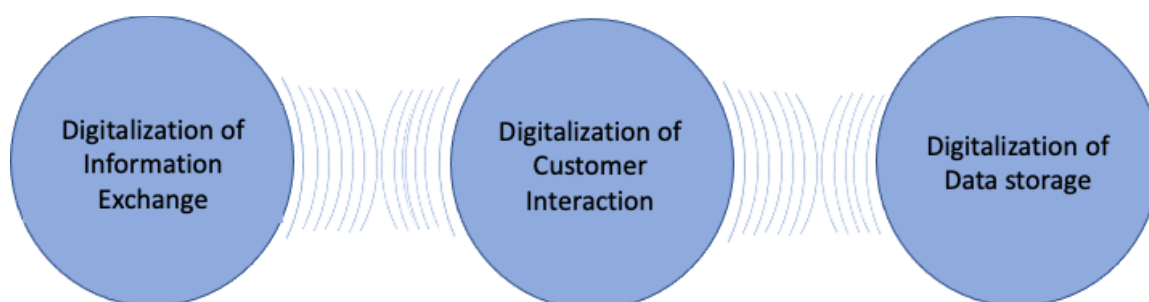 Digitalization of
Information
Exchange
Digitalization of
Customer
Interaction
Digitalization of
Data storage